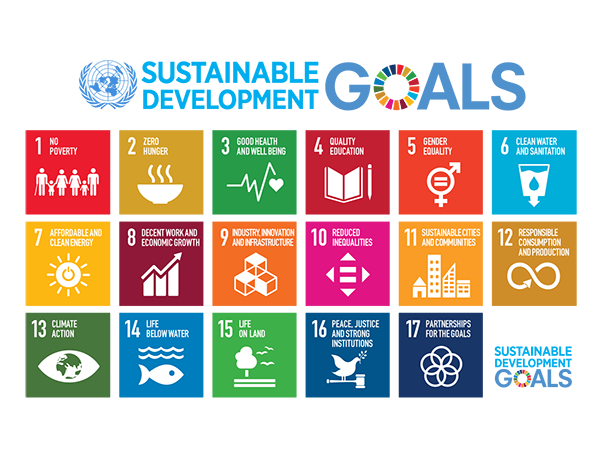 SUSTAINABLE
DEVELOPMENT
GOALS
1 NO
POVERTY
2 ZERO
HUNGER
3 GOOD HEALTH
AND WELL BEING
4 QUALITY
EDUCATION
5 GENDER
EQUALITY
6 CLEAN WATER
AND SANITATION
7 AFFORDABLE AND
CLEAN ENERGY
8 DECENT WORK AND
ECONOMIC GROWTH
9 INDUSTRY, INNOVATION
AND INFRASTRUCTURE
10 REDUCED
INEQUALITIES
11 SUSTAINABLE CITIES
AND COMMUNITIES
12 RESPONSIBLE
CONSUMPTION
AND PRODUCTION
13 CLIMATE
ACTION
14 LIFE
BELOW WATER
15 LIFE
ON LAND
16 PEACE, JUSTICE
AND STRONG
INSTITUTIONS
17 PARTNERSHIPS
FOR THE GOALS
SUSTAINABLE
DEVELOPMENT
GOALS